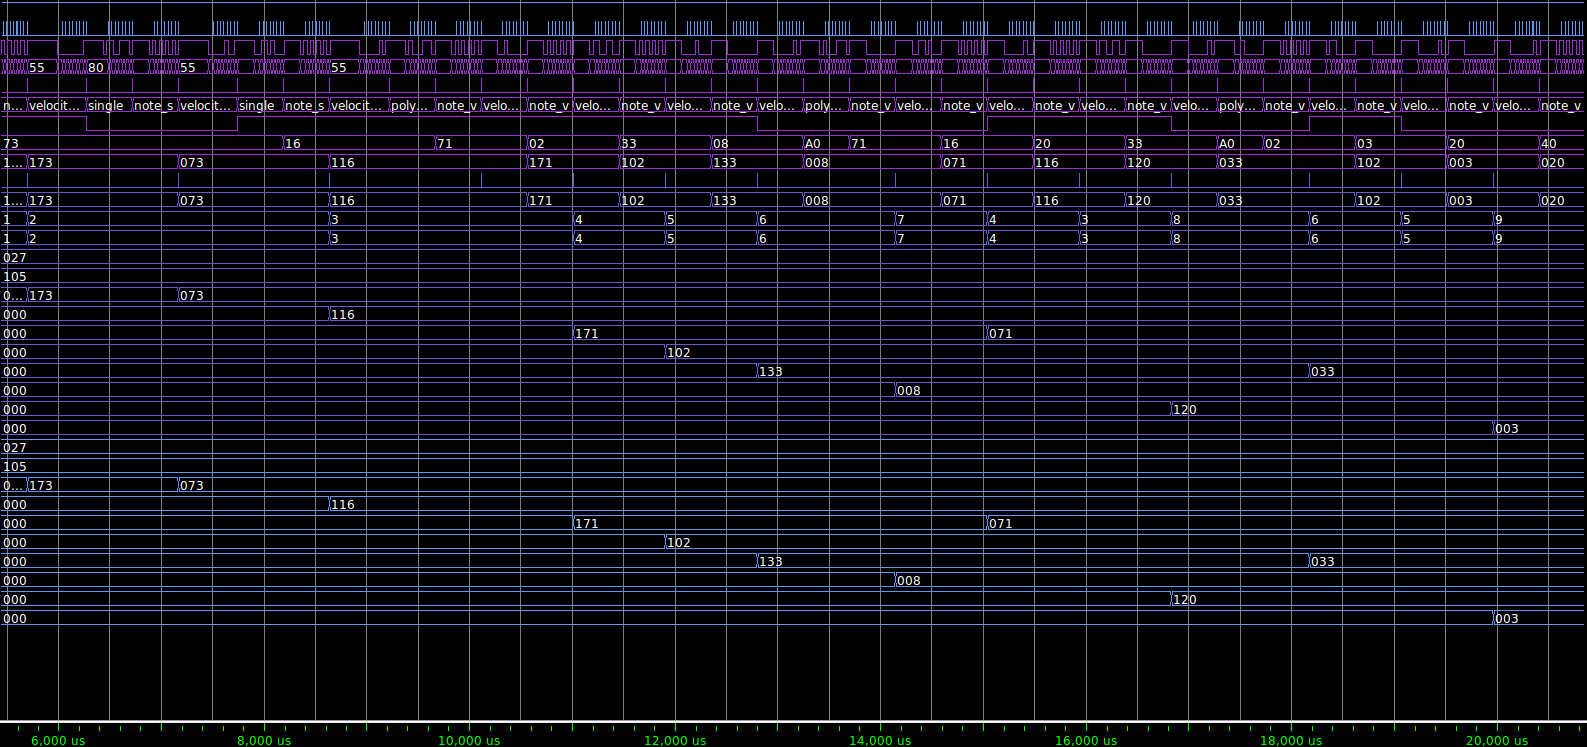 55 80 55 55
n... velocit... single note_s velocit... single note_s velocit... poly... note_v velo... note_v velo... note_v velo... note_v velo... poly... note_v velo... note_v velo... note_v velo... note_v velo... poly... note_v velo... note_v velo... note_v velo... note_v
73 16 71 02 33 08 A0 71 16 20 33 A0 02 03 20 40
1... 173 073 116 171 102 133 008 071 116 120 033 102 003 020
1... 173 073 116 171 102 133 008 071 116 120 033 102 003 020
1 2 3 4 5 6 7 4 3 8 6 5 9
1 2 3 4 5 6 7 4 3 8 6 5 9
027
105
0... 173 073
000 116
000 171 071
000 102
000 133 033
000 008
000 120
000 003
027
105
0... 173 073
000 116
000 171 071
000 102
000 133 033
000 008
000 120
000 003
6,000 us 8,000 us 10,000 us 12,000 us 14,000 us 16,000 us 18,000 us 20,000 us